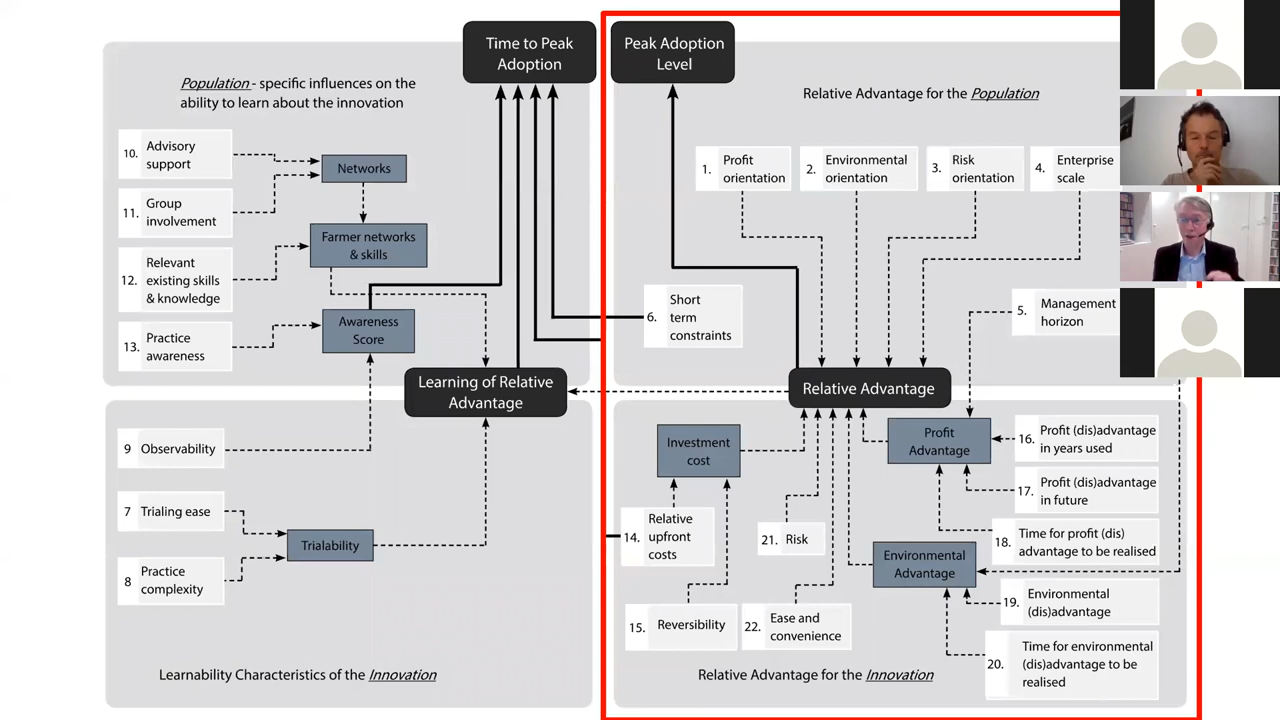 Time to Peak
Adoption
Peak Adoption
Level
Population - specific influences on the
ability to learn about the innovation
Relative Advantage for the Population
10. Advisory
support
Networks
11. Group
involvement
Farmer networks
& skills
12. Relevant
existing skills
& knowledge
13. Practice
awareness
Awareness
Score
1. Profit
orientation
2. Environmental
orientation
3. Risk
orientation
4. Enterprise
scale
5. Management
horizon
6. Short
term
constraints
Learning of Relative
Advantage
Relative Advantage
9 Observability
7 Trialing ease
8 Practice
complexity
Trialability
Learnability Characteristics of the Innovation
Investment
cost
Profit
Advantage
16. Profit (dis)advantage
in years used
17. Profit (dis)advantage
in future
18. Time for profit (dis)
advantage to be realised
14. Relative
upfront
costs
21. Risk
Environmental
Advantage
19. Environmental
(dis)advantage
15. Reversibility
22. Ease and
convenience
20. Time for environmental
(dis)advantage to be
realised
Relative Advantage for the Innovation